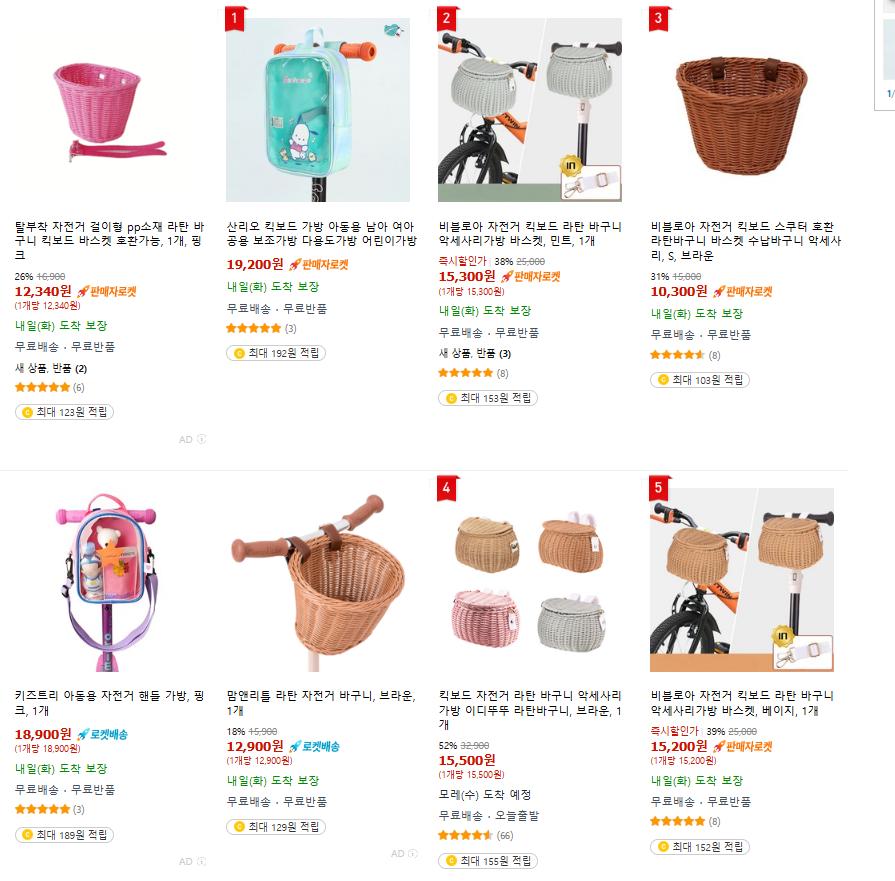 1
2
3
탈부착 자전거 걸이형 pp소재 라탄 바
구니 킥보드 바스켓 호환가능, 1개, 핑
크
26% 16,900
12,340원 판매자로켓
(1개당 12,340원)
내일(화) 도착 보장
무료배송 · 무료반품
새 상품, 반품 (2)
(6)
최대 123원 적립
AD
산리오 킥보드 가방 아동용 남아 여아
공용 보조가방 다용도가방 어린이가방
19,200원 판매자로켓
내일(화) 도착 보장
무료배송 · 무료반품
(3)
최대 192원 적립
비블로아 자전거 킥보드 라탄 바구니
악세사리가방 바스켓, 민트, 1개
즉시할인가 38% 25,000
15,300원 판매자로켓
(1개당 15,300원)
내일(화) 도착 보장
무료배송 · 무료반품
새 상품, 반품 (3)
(8)
최대 153원 적립
비블로아 자전거 킥보드 스쿠터 호환
라탄바구니 바스켓 수납바구니 악세사
리, S, 브라운
31% 15,000
10,300원 판매자로켓
내일(화) 도착 보장
무료배송 · 무료반품
(8)
최대 103원 적립
1/
4
5
키즈트리 아동용 자전거 핸들 가방, 핑
크, 1개
18,900원 로켓배송
(1개당 18,900원)
내일(화) 도착 보장
무료배송 · 무료반품
(3)
최대 189원 적립
AD
맘앤리틀 라탄 자전거 바구니, 브라운,
1개
18% 15,900
12,900원 로켓배송
(1개당 12,900원)
내일(화) 도착 보장
무료배송 · 무료반품
최대 129원 적립
AD
킥보드 자전거 라탄 바구니 악세사리
가방 이디뚜뚜 라탄바구니, 브라운, 1
개
52% 32,900
15,500원
(1개당 15,500원)
모레(수) 도착 예정
무료배송 · 오늘출발
(66)
최대 155원 적립
비블로아 자전거 킥보드 라탄 바구니
악세사리가방 바스켓, 베이지, 1개
즉시할인가 39% 25,000
15,200원 판매자로켓
(1개당 15,200원)
내일(화) 도착 보장
무료배송 · 무료반품
(8)
최대 152원 적립